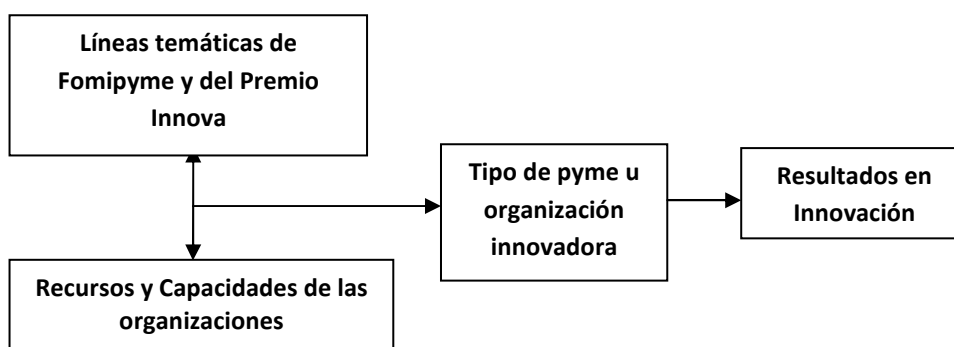 Líneas temáticas de
Fomipyme y del Premio
Innova
Tipo de pyme u
organización
innovadora
Resultados en
Innovación
Recursos y Capacidades de las
organizaciones